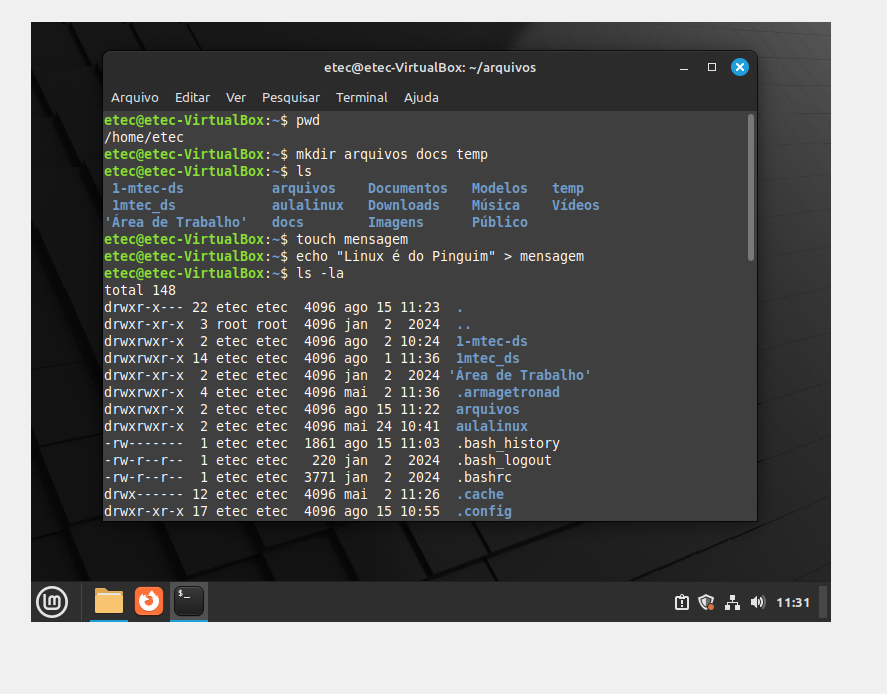 etec@etec-VirtualBox: ~/arquivos
Arquivo Editar Ver Pesquisar Terminal Ajuda
etec@etec-VirtualBox:~$ pwd
/home/etec
etec@etec-VirtualBox:~$ mkdir arquivos docs temp
etec@etec-VirtualBox:~$ ls
1-mtec-ds arquivos Documentos Modelos temp
1mtec_ds aulalinux Downloads Música Vídeos
'Área de Trabalho' docs Imagens Público
etec@etec-VirtualBox:~$ touch mensagem
etec@etec-VirtualBox:~$ echo "Linux é do Pinguim" > mensagem
etec@etec-VirtualBox:~$ ls -la
total 148
drwxr-x--- 22 etec etec 4096 ago 15 11:23 .
drwxr-xr-x 3 root root 4096 jan 2 2024 ..
drwxrwxr-x 2 etec etec 4096 ago 2 10:24 1-mtec-ds
drwxrwxr-x 14 etec etec 4096 ago 1 11:36 1mtec_ds
drwxr-xr-x 2 etec etec 4096 jan 2 2024 'Área de Trabalho'
drwxrwxr-x 4 etec etec 4096 mai 2 11:36 .armagetronad
drwxrwxr-x 2 etec etec 4096 ago 15 11:22 arquivos
drwxrwxr-x 2 etec etec 4096 mai 24 10:41 aulalinux
-rw------- 1 etec etec 1861 ago 15 11:03 .bash_history
-rw-r--r-- 1 etec etec 220 jan 2 2024 .bash_logout
-rw-r--r-- 1 etec etec 3771 jan 2 2024 .bashrc
drwx------ 12 etec etec 4096 mai 2 11:26 .cache
drwxr-xr-x 17 etec etec 4096 ago 15 10:55 .config
$_
11:31